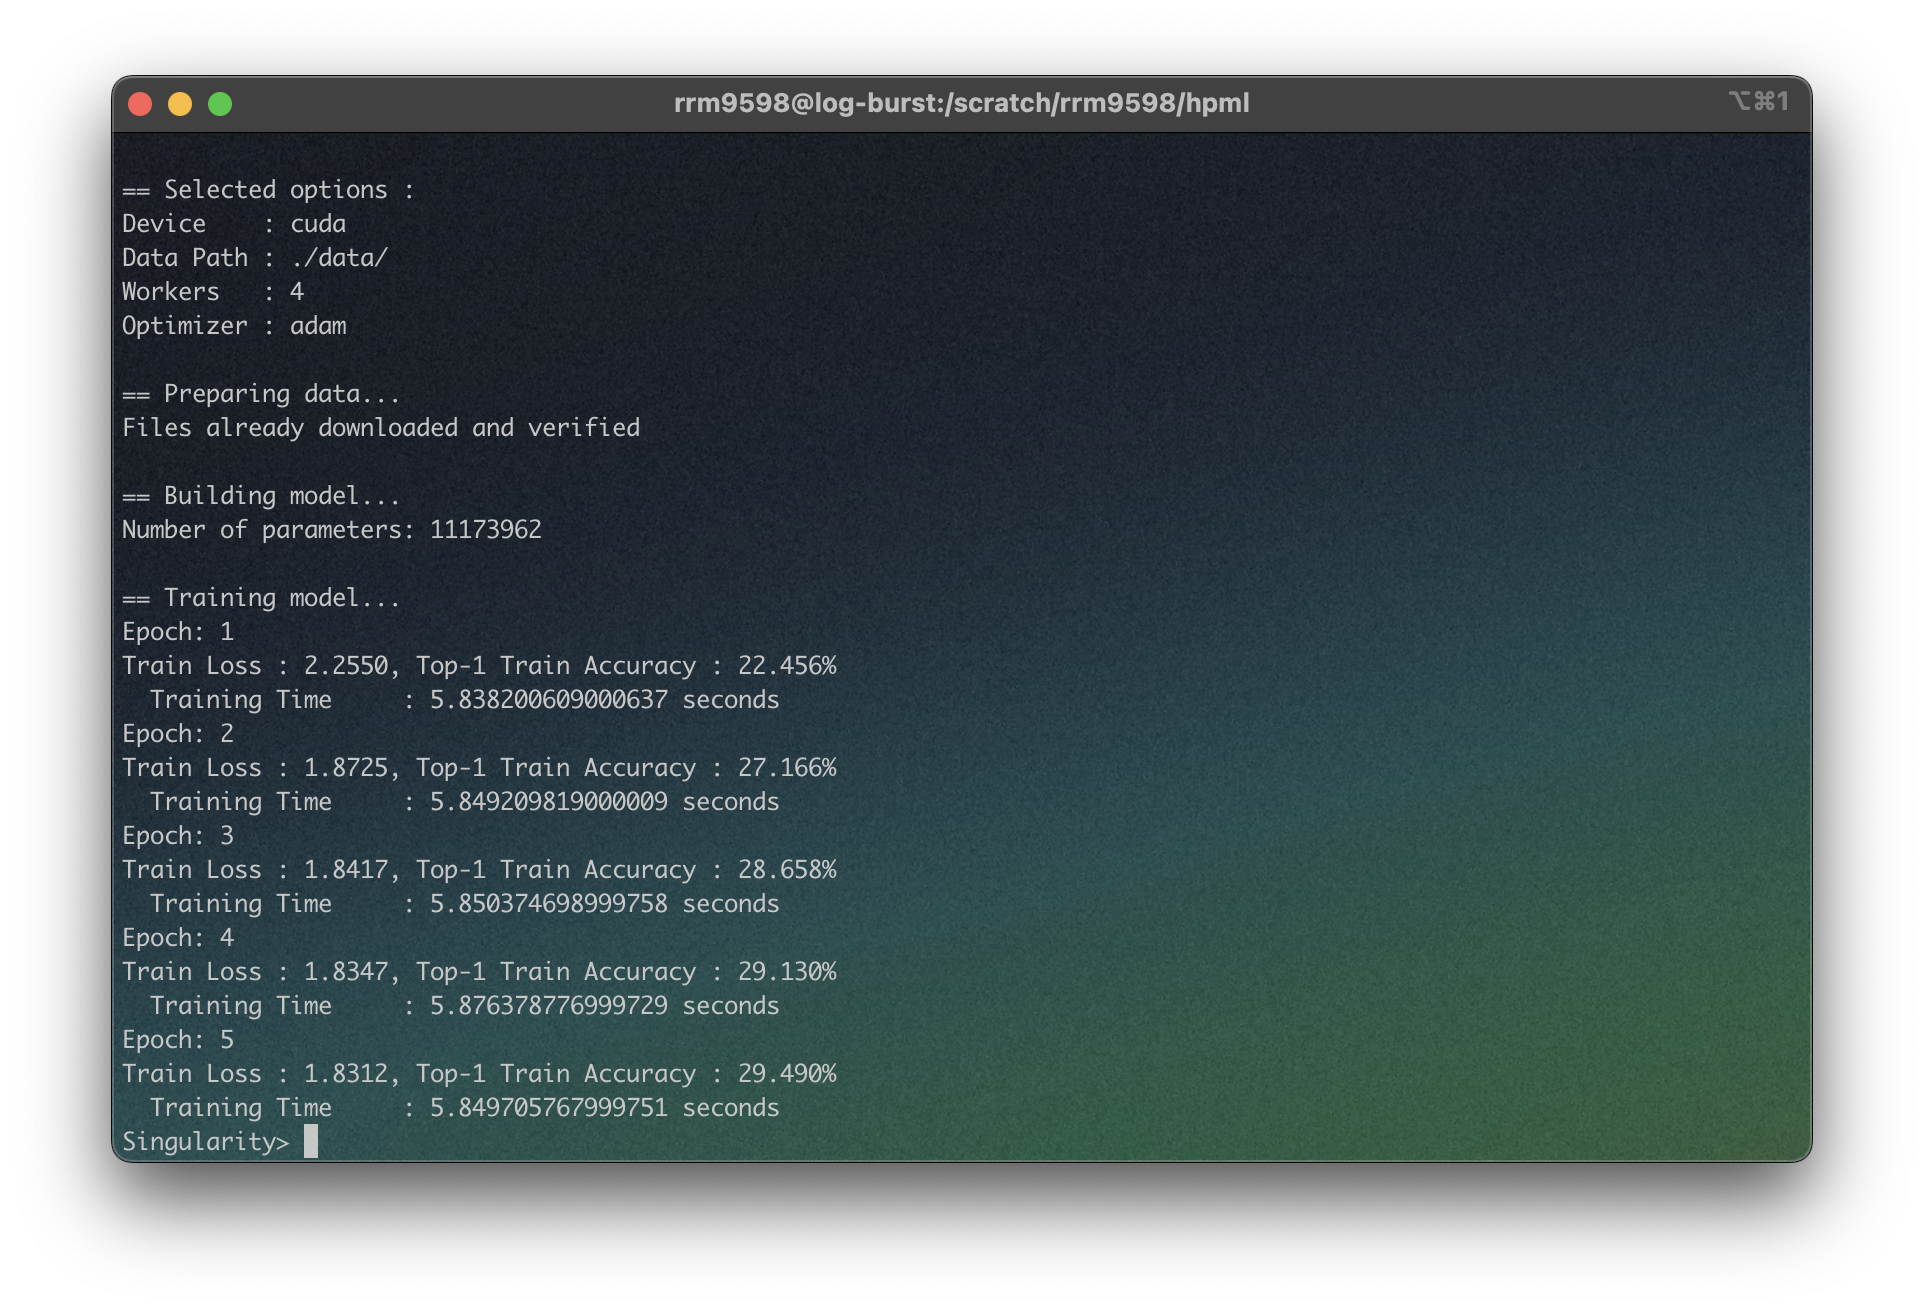 rrm9598@log-burst:/scratch/rrm9598/hpml
⌥⌘1
== Selected options :
Device    : cuda
Data Path : ./data/
Workers   : 4
Optimizer : adam
== Preparing data...
Files already downloaded and verified
== Building model...
Number of parameters: 11173962
== Training model...
Epoch: 1
Train Loss : 2.2550, Top-1 Train Accuracy : 22.456%
  Training Time     : 5.838200609000637 seconds
Epoch: 2
Train Loss : 1.8725, Top-1 Train Accuracy : 27.166%
  Training Time     : 5.849209819000009 seconds
Epoch: 3
Train Loss : 1.8417, Top-1 Train Accuracy : 28.658%
  Training Time     : 5.850374698999758 seconds
Epoch: 4
Train Loss : 1.8347, Top-1 Train Accuracy : 29.130%
  Training Time     : 5.876378776999729 seconds
Epoch: 5
Train Loss : 1.8312, Top-1 Train Accuracy : 29.490%
  Training Time     : 5.849705767999751 seconds
Singularity>